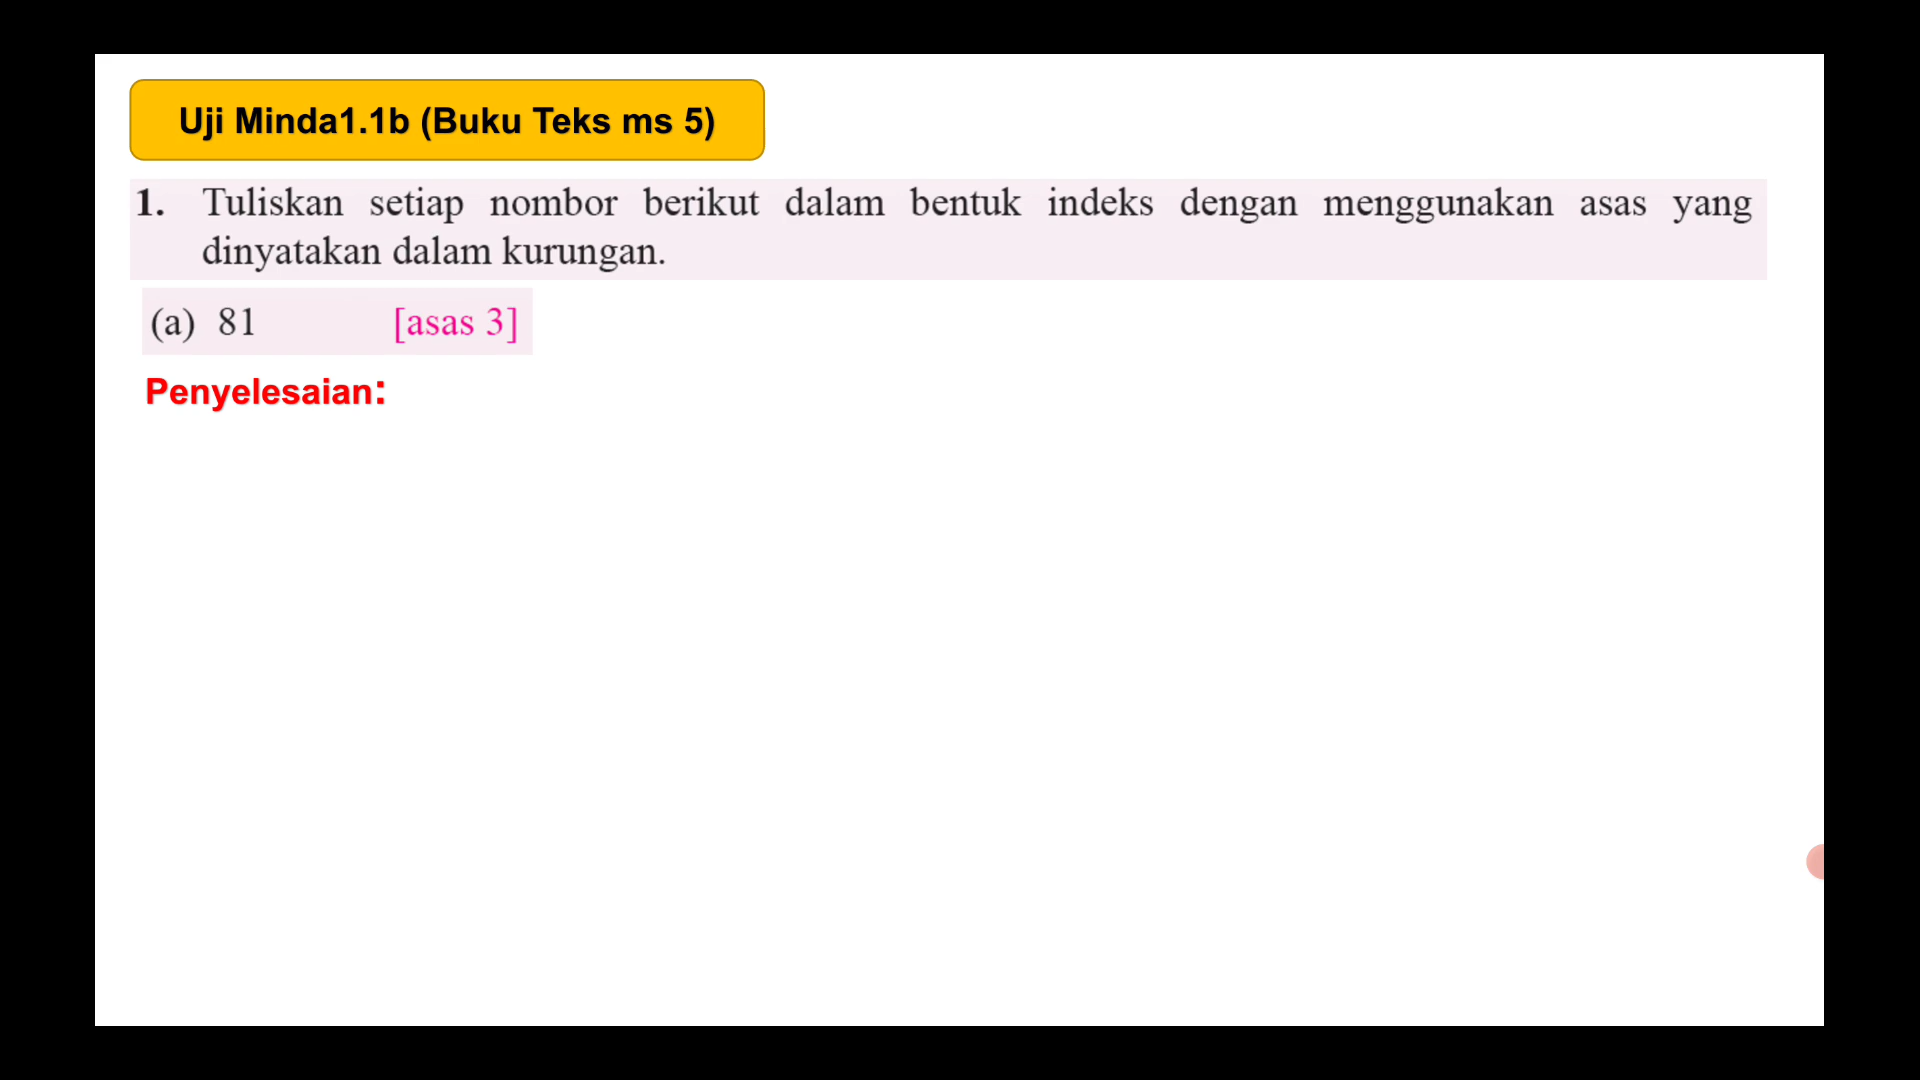 Uji Minda1.1b (Buku Teks ms 5)
1. Tuliskan setiap nombor berikut dalam bentuk indeks dengan menggunakan asas yang
dinyatakan dalam kurungan.
(a) 81 [asas 3]
Penyelesaian: